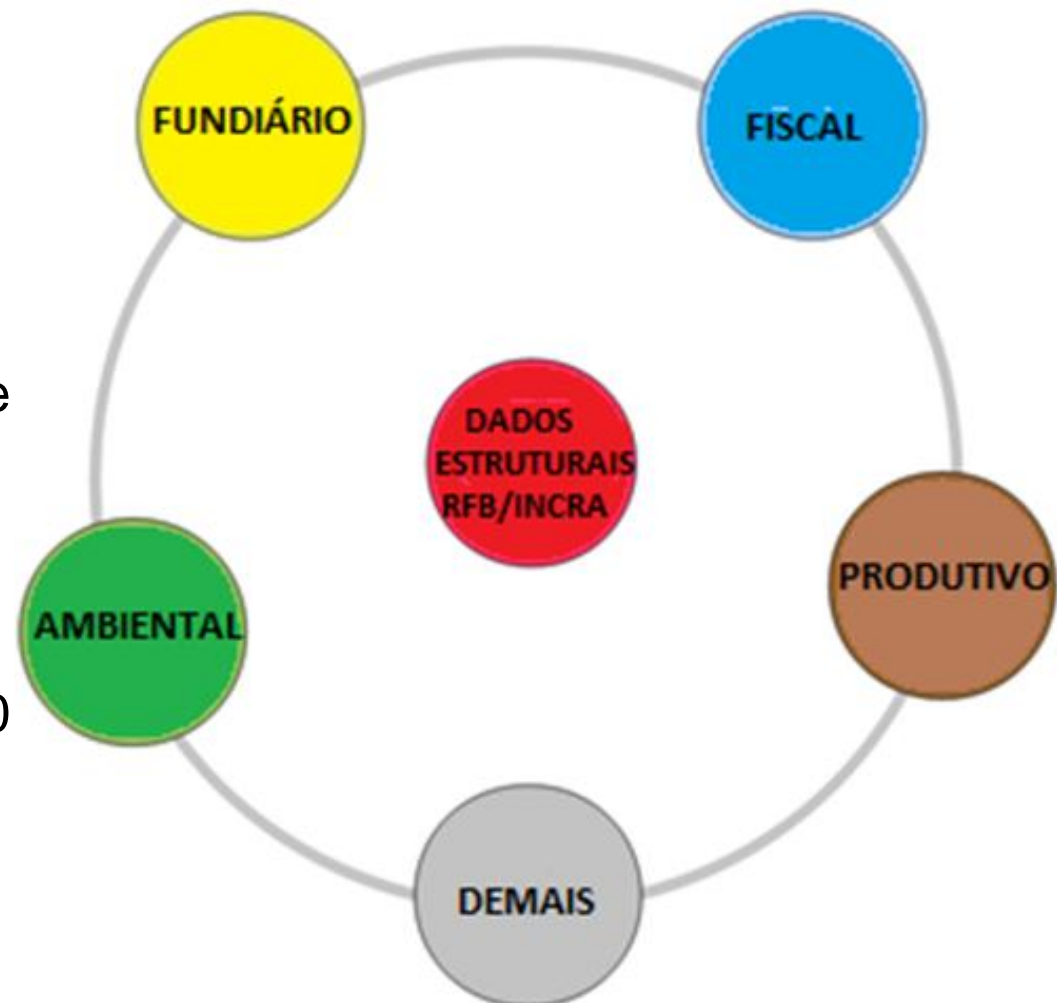 FUNDIÁRIO
FISCAL
e
DADOS
ESTRUTURAIS
RFB/INCRA
PRODUTIVO
AMBIENTAL
DEMAIS